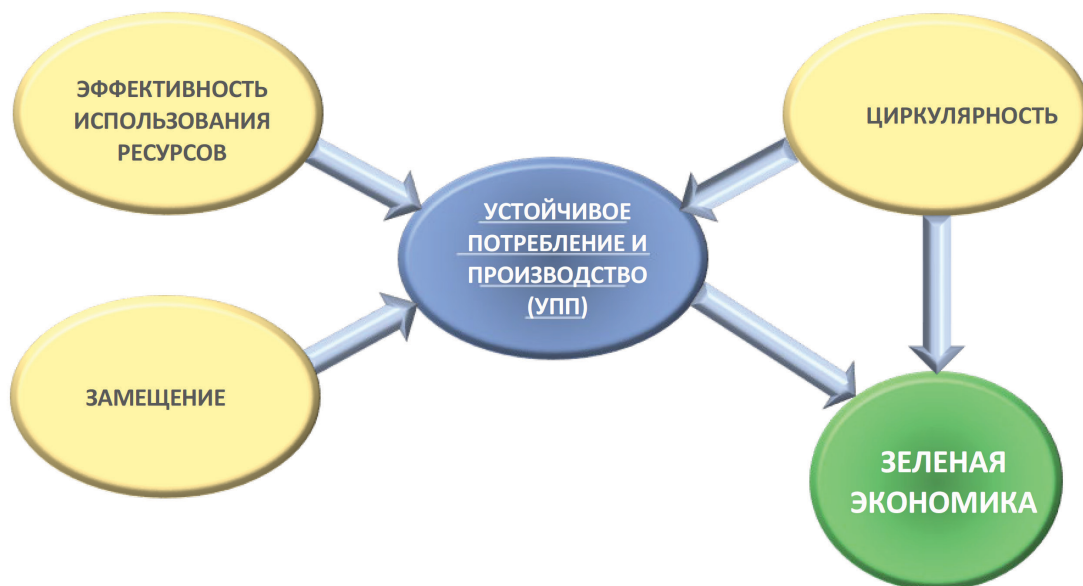 ЭФФЕКТИВНОСТЬ
ИСПОЛЬЗОВАНИЯ
РЕСУРСОВ
ЦИРКУЛЯРНОСТЬ
УСТОЙЧИВОЕ
ПОТРЕБЛЕНИЕ И
ПРОИЗВОДСТВО
(УПП)
ЗАМЕЩЕНИЕ
ЗЕЛЕНАЯ
ЭКОНОМИКА